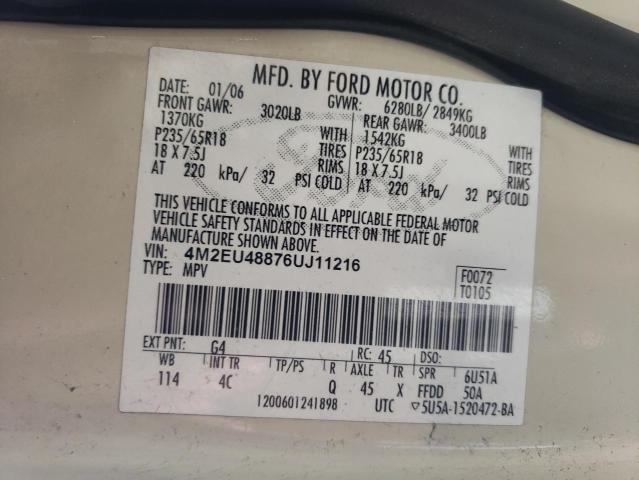 MFD. BY FORD MOTOR CO.
DATE: 01/06 GVWR: 6280LB/ 2849KG
FRONT GAWR: 3020LB REAR GAWR: 3400LB
1370KG WITH 1542KG WITH
P235/65R18 TIRES P235/65R18 TIRES
18 X 7.5J RIMS 18 X 7.5J RIMS
AT 220 kPa/ 32 PSI COLD AT 220 kPa/ 32 PSI COLD
THIS VEHICLE CONFORMS TO ALL APPLICABLE FEDERAL MOTOR
VEHICLE SAFETY STANDARDS IN EFFECT ON THE DATE OF
MANUFACTURE SHOWN ABOVE.
VIN: 4M2EU48876UJ11216 F0072
TYPE: MPV T0105
EXT PNT: G4 RC: 45 DSO:
WB INT TR TP/PS R AXLE TR SPR 6U51A
114 4C Q 45 X FFDD 50A
1200601241898 UTC ▽5U5A-1520472-BA
Ford